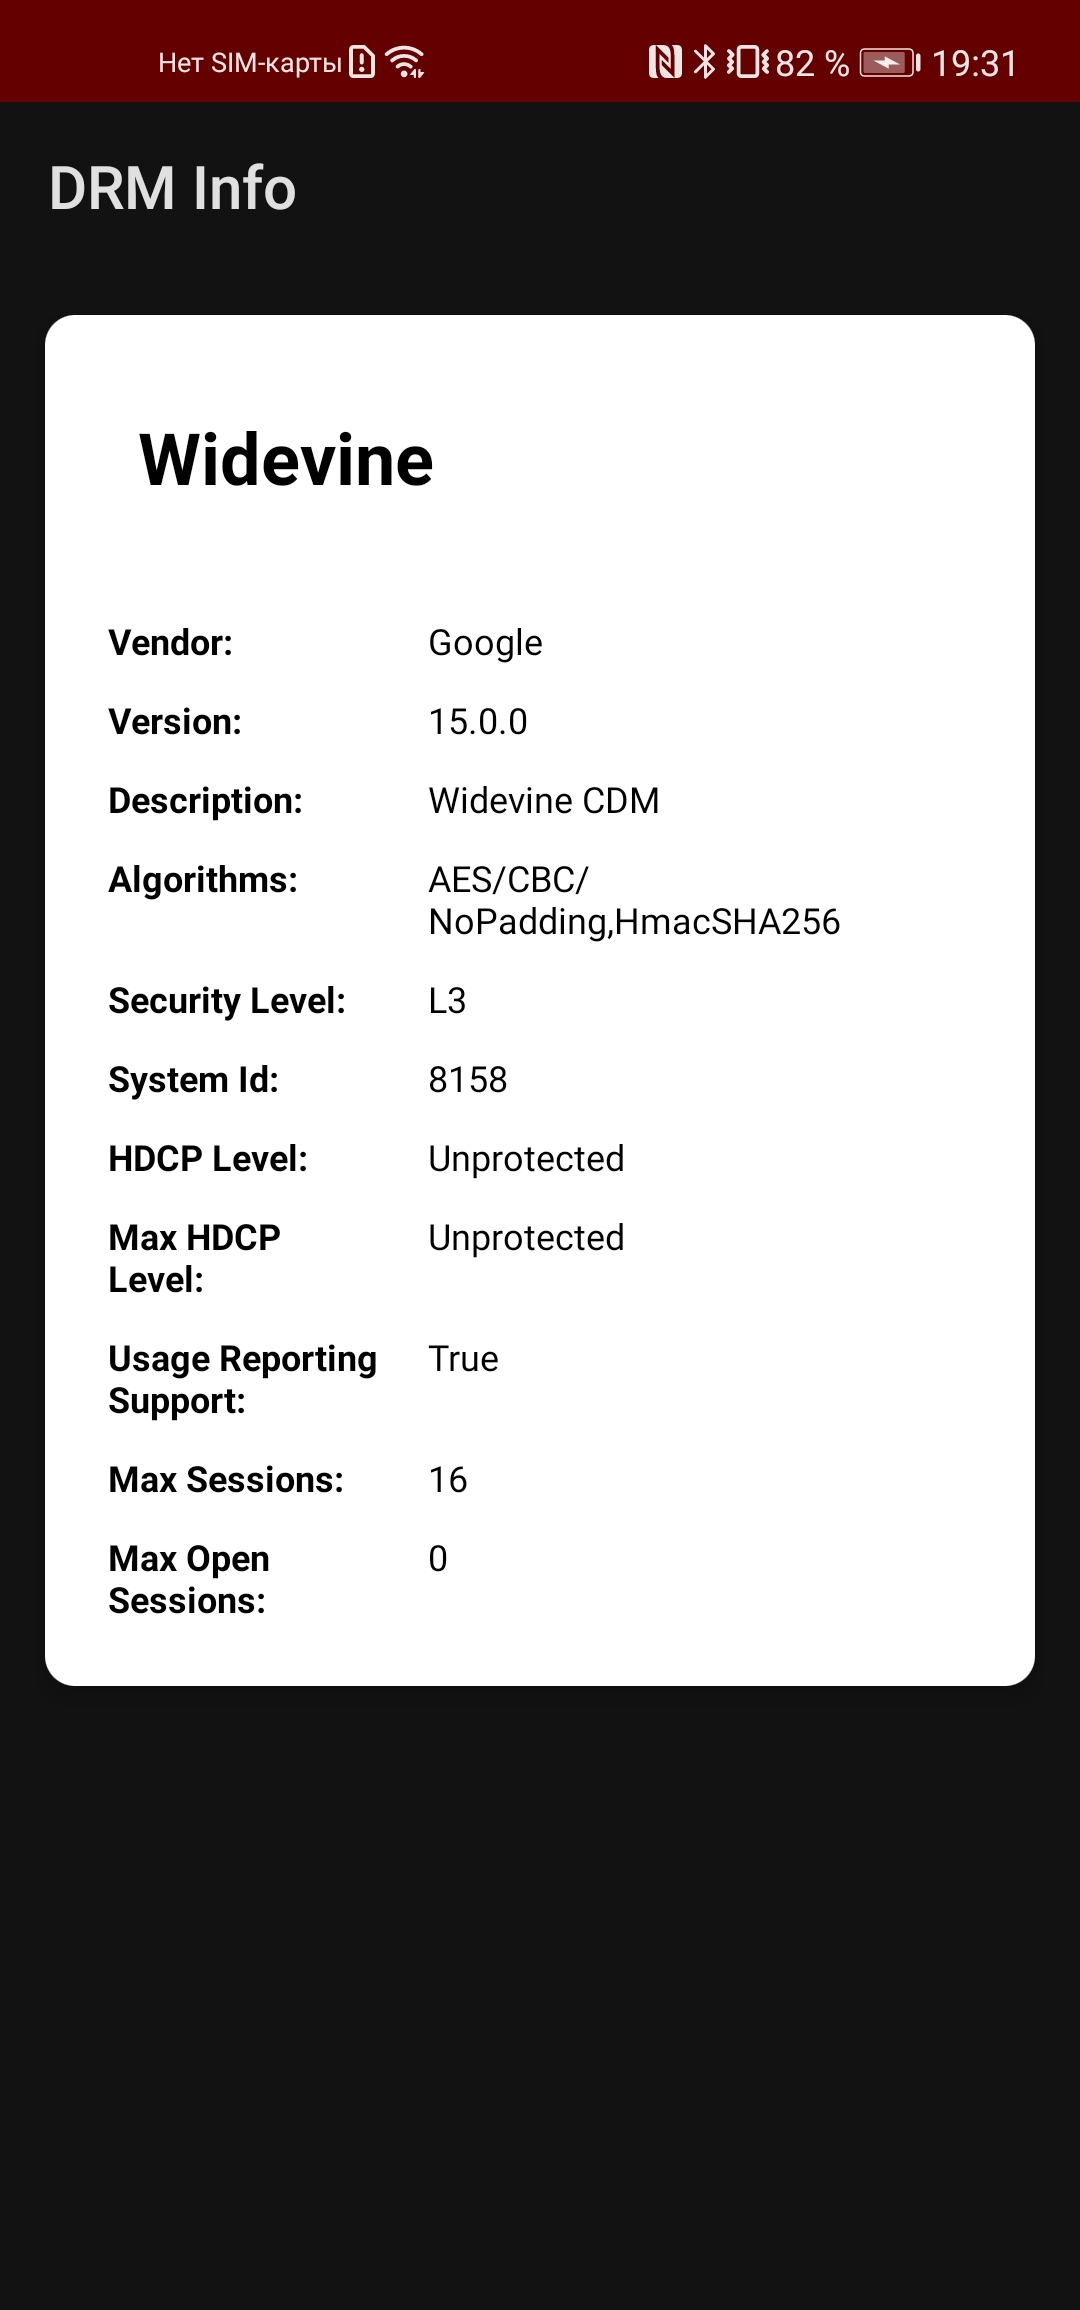 Нет SIM-карты 82 % 19:31
DRM Info
Widevine
Vendor: Google
Version: 15.0.0
Description: Widevine CDM
Algorithms: AES/CBC/
NoPadding,HmacSHA256
Security Level: L3
System Id: 8158
HDCP Level: Unprotected
Max HDCP Unprotected
Level:
Usage Reporting True
Support:
Max Sessions: 16
Max Open 0
Sessions: